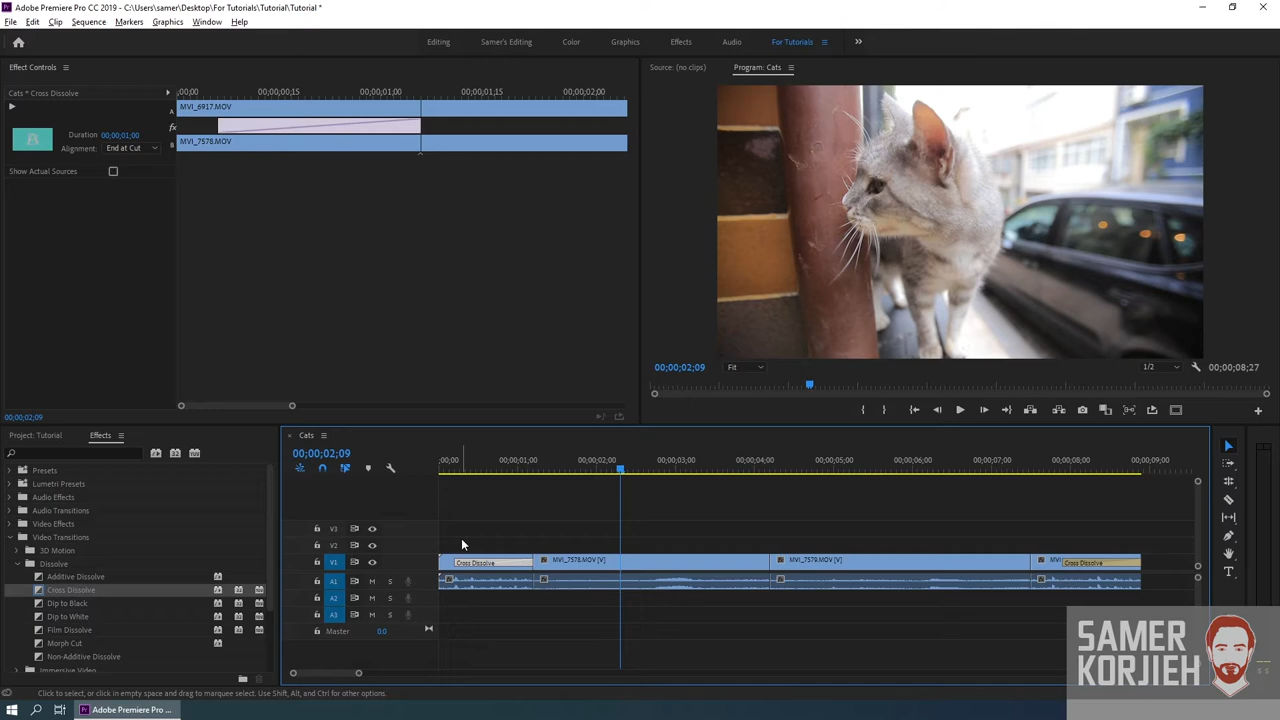 Adobe Premiere Pro CC 2019 - C:\Users\samer\Desktop\For Tutorials\Tutorial\Tutorial *
File Edit Clip Sequence Markers Graphics Window Help
Editing Samer's Editing Color Graphics Effects Audio For Tutorials
Effect Controls
Source: (no clips) Program: Cats
Cats * Cross Dissolve
;00;00 00;00;00;15 00;00;01;00 00;00;01;15 00;00;02;00
MVI_6917.MOV
A
fx
Duration 00;00;01;00
Alignment: End at Cut
MVI_7578.MOV
Show Actual Sources
00;00;02;09 Fit 1/2 00;00;08;27
00;00;02;09
Project: Tutorial Effects
Cats
00;00;02;09
;00;00 00;00;01;00 00;00;02;00 00;00;03;00 00;00;04;00 00;00;05;00 00;00;06;00 00;00;07;00 00;00;08;00 00;00;09;00
Presets
Lumetri Presets
Audio Effects
Audio Transitions
Video Effects
Video Transitions
3D Motion
Dissolve
Additive Dissolve
Cross Dissolve
Dip to Black
Dip to White
Film Dissolve
Morph Cut
Non-Additive Dissolve
Immersive Video
V3
V2
V1 Cross Dissolve MVI_7578.MOV [V] MVI_7579.MOV [V] MVI Cross Dissolve
A1 M S
A2 M S
A3 M S
Master 0.0
SAMER
KORJIEH
Click to select, or click in empty space and drag to marquee select. Use Shift, Alt, and Ctrl for other options.
Adobe Premiere Pro ...